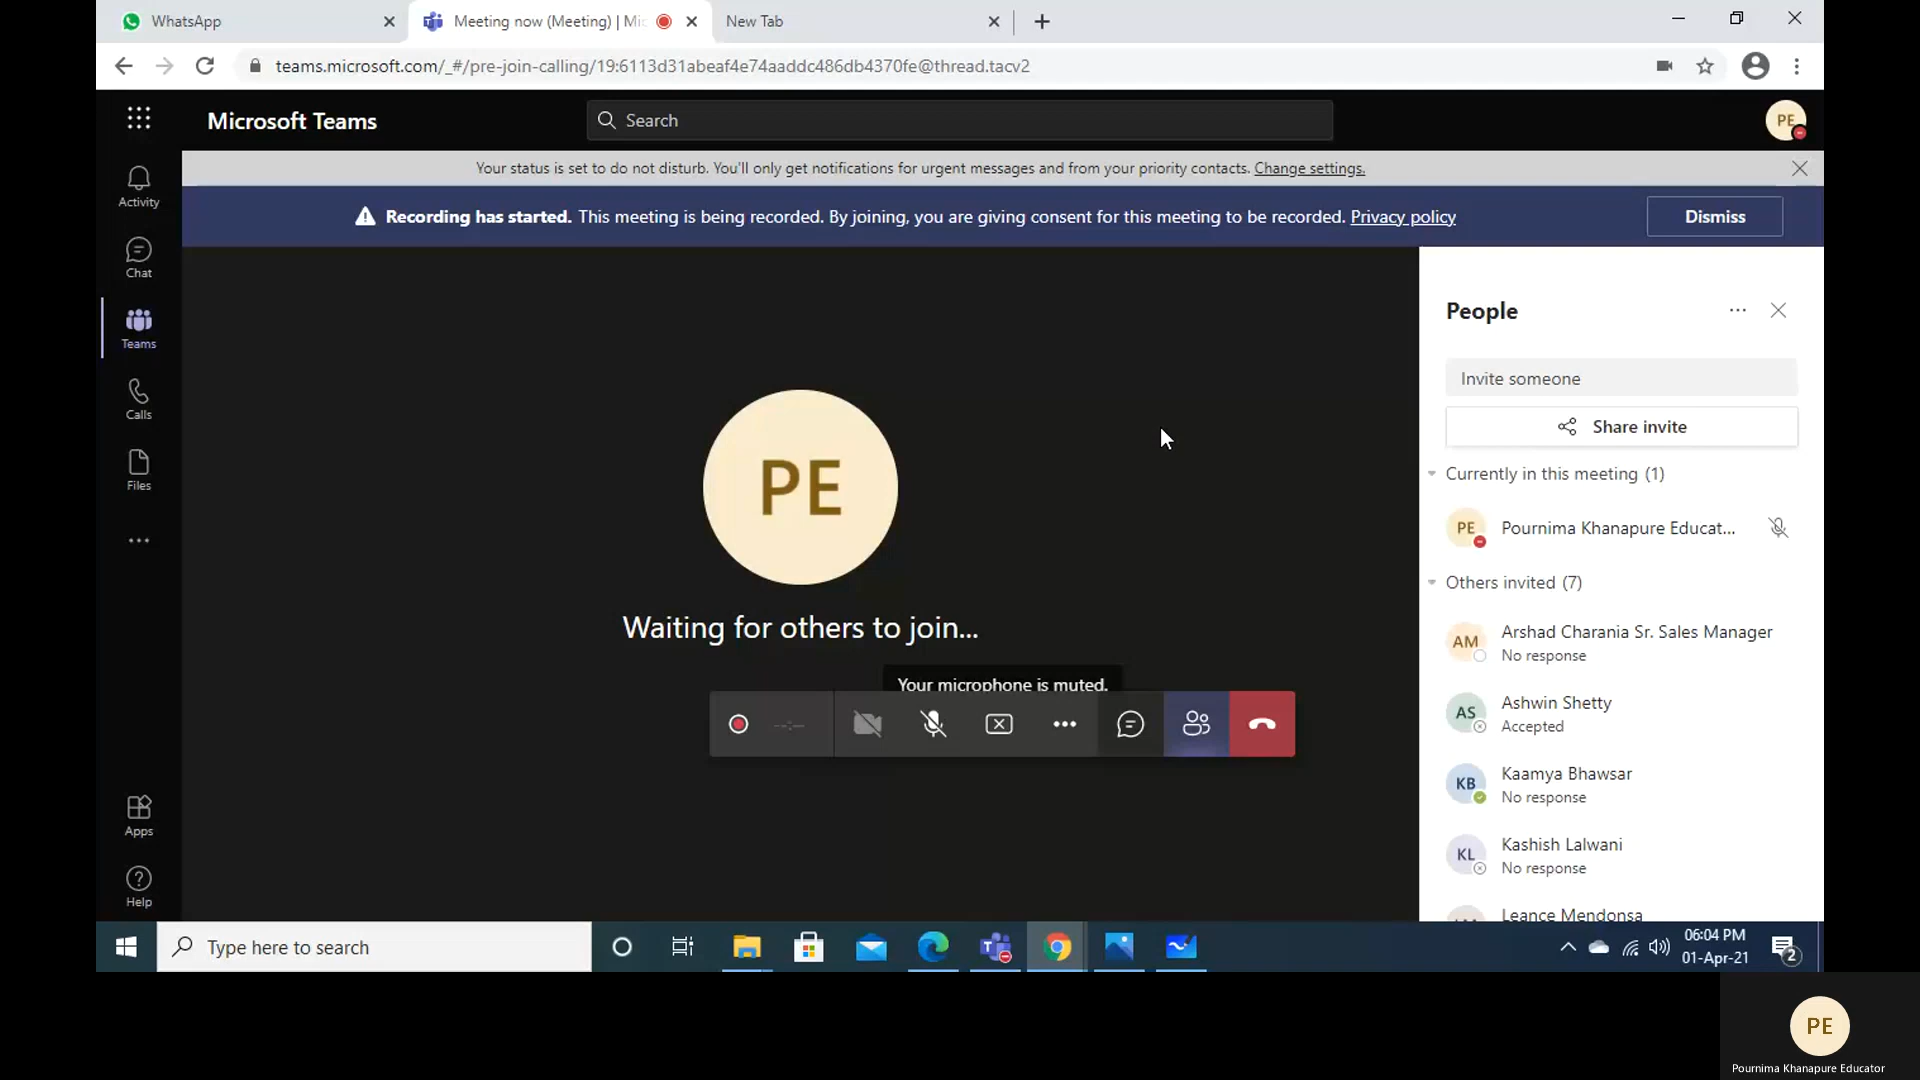 WhatsApp
Meeting now (Meeting) | Mi
New Tab
teams.microsoft.com/_#/pre-join-calling/19:6113d31abeaf4e74aaddc486db4370fe@thread.tacv2
Microsoft Teams
Search
PE
Your status is set to do not disturb. You'll only get notifications for urgent messages and from your priority contacts. Change settings.
Recording has started. This meeting is being recorded. By joining, you are giving consent for this meeting to be recorded. Privacy policy
Dismiss
Activity
Chat
Teams
Calls
Files
Apps
Help
PE
Waiting for others to join...
Your microphone is muted.
People
Invite someone
Share invite
Currently in this meeting (1)
PE
Pournima Khanapure Educat...
Others invited (7)
AM
Arshad Charania Sr. Sales Manager
No response
AS
Ashwin Shetty
Accepted
KB
Kaamya Bhawsar
No response
KL
Kashish Lalwani
No response
Leance Mendonsa
Type here to search
06:04 PM
01-Apr-21
2
PE
Pournima Khanapure Educator